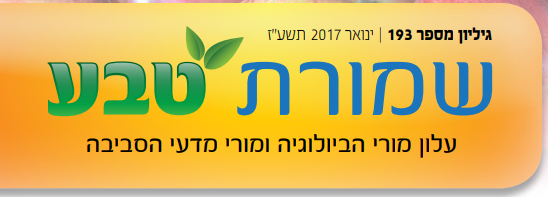 גיליון מספר 193 | ינואר 2017 תשע"ז
שמורת טבע
עלון מורי הביולוגיה ומורי מדעי הסביבה